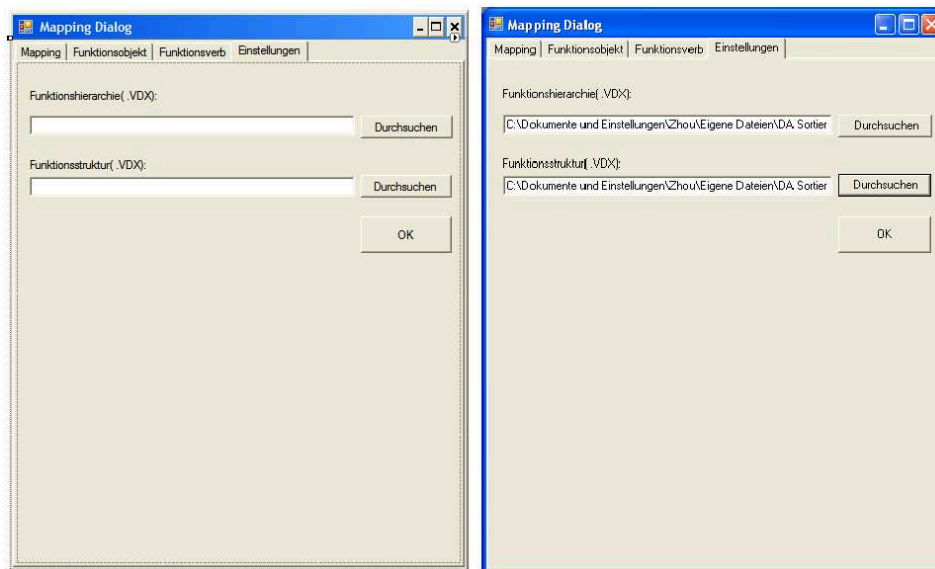 Mapping Dialog
Mapping Funktionsobjekt Funktionsverb Einstellungen
Funktionshierarchie( .VDX):
Durchsuchen
Funktionsstruktur( .VDX):
Durchsuchen
OK
Mapping Dialog
Mapping Funktionsobjekt Funktionsverb Einstellungen
Funktionshierarchie( .VDX):
C:\Dokumente und Einstellungen\Zhou\Eigene Dateien\DA Sortier
Durchsuchen
Funktionsstruktur( .VDX):
C:\Dokumente und Einstellungen\Zhou\Eigene Dateien\DA Sortier
Durchsuchen
OK